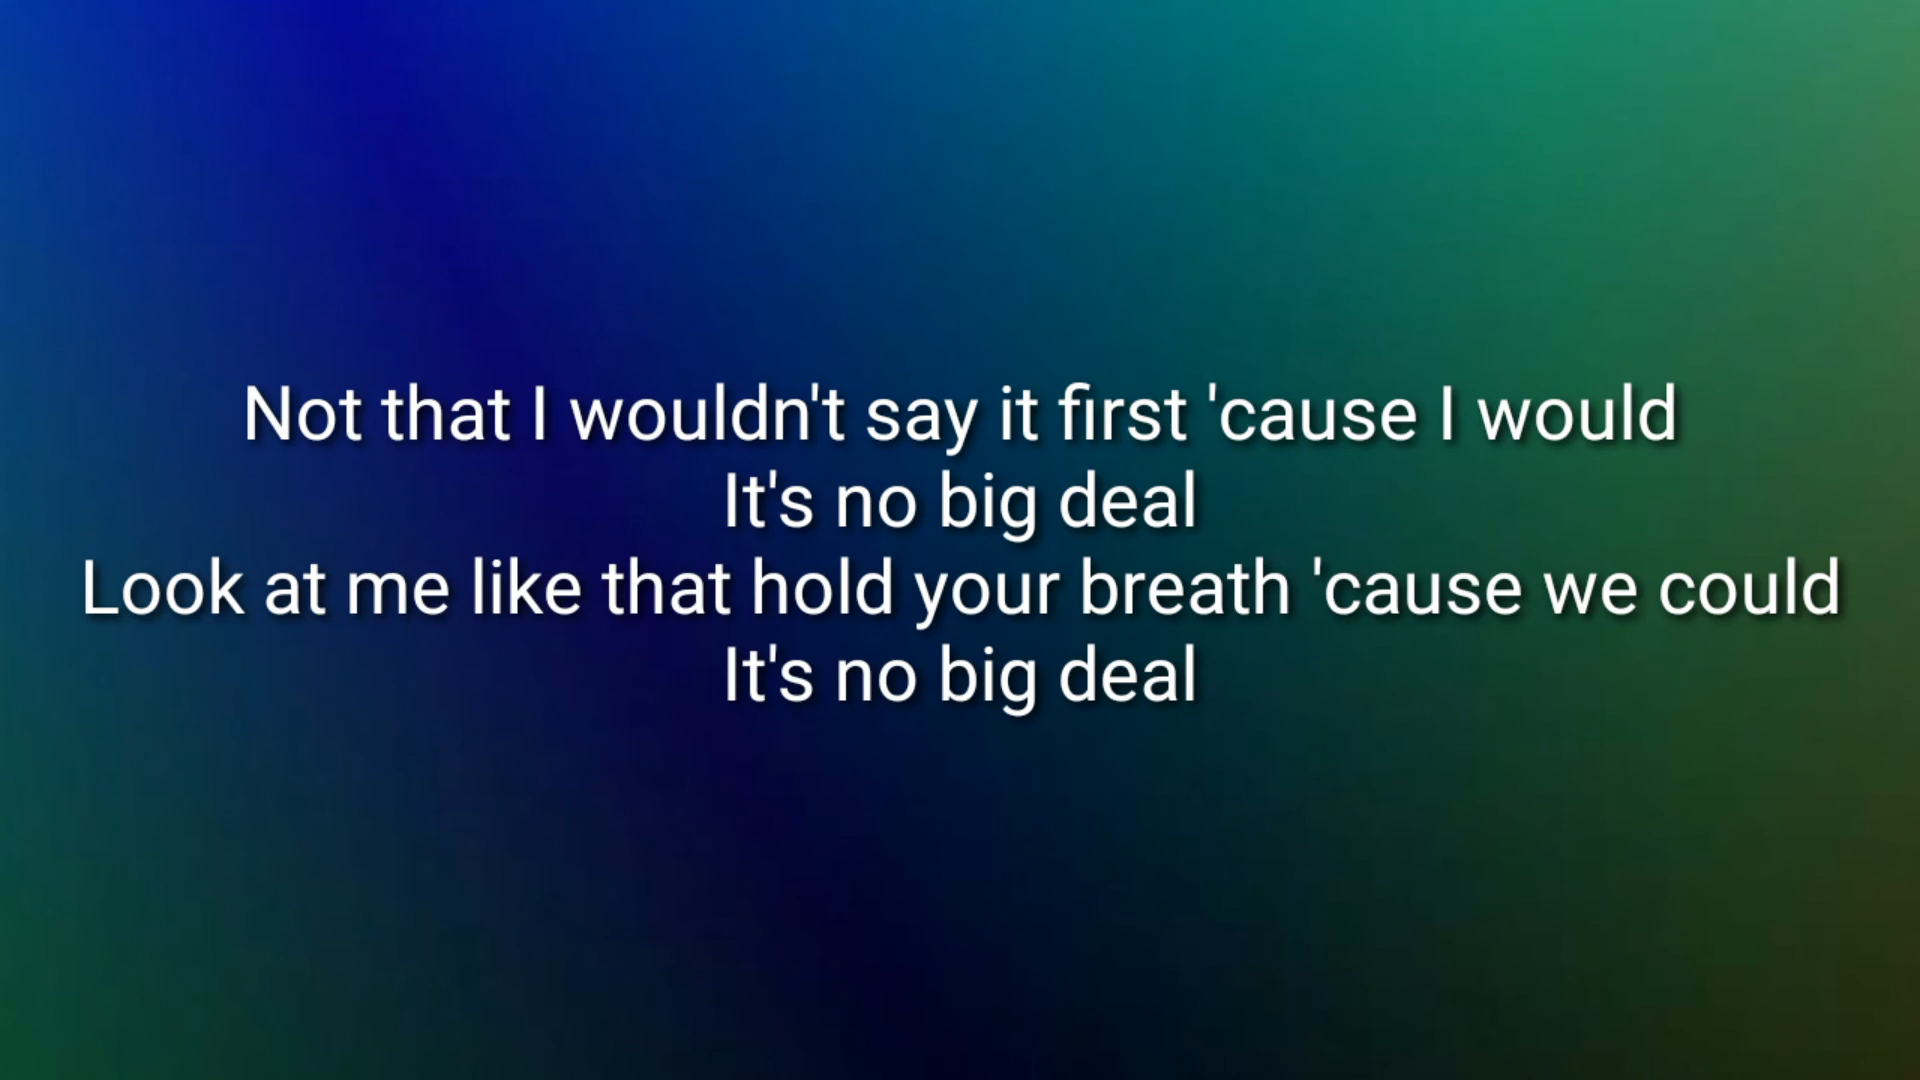 Not that I wouldn't say it first 'cause I would
It's no big deal
Look at me like that hold your breath 'cause we could
It's no big deal